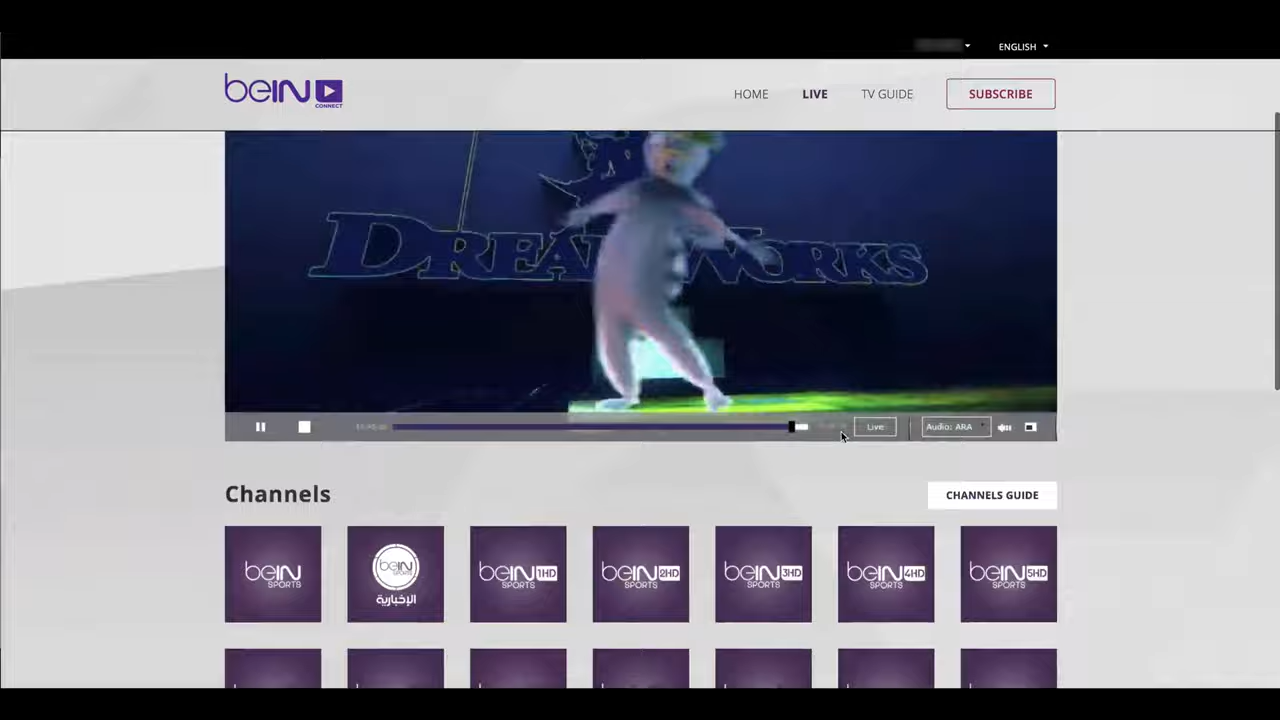 ENGLISH
beIN
CONNECT
HOME
LIVE
TV GUIDE
SUBSCRIBE
DREAMWORKS
Live
Audio: ARA
Channels
CHANNELS GUIDE
beIN
SPORTS
beIN
SPORTS
الإخبارية
beIN 1HD
SPORTS
beIN 2HD
SPORTS
beIN 3HD
SPORTS
beIN 4HD
SPORTS
beIN 5HD
SPORTS